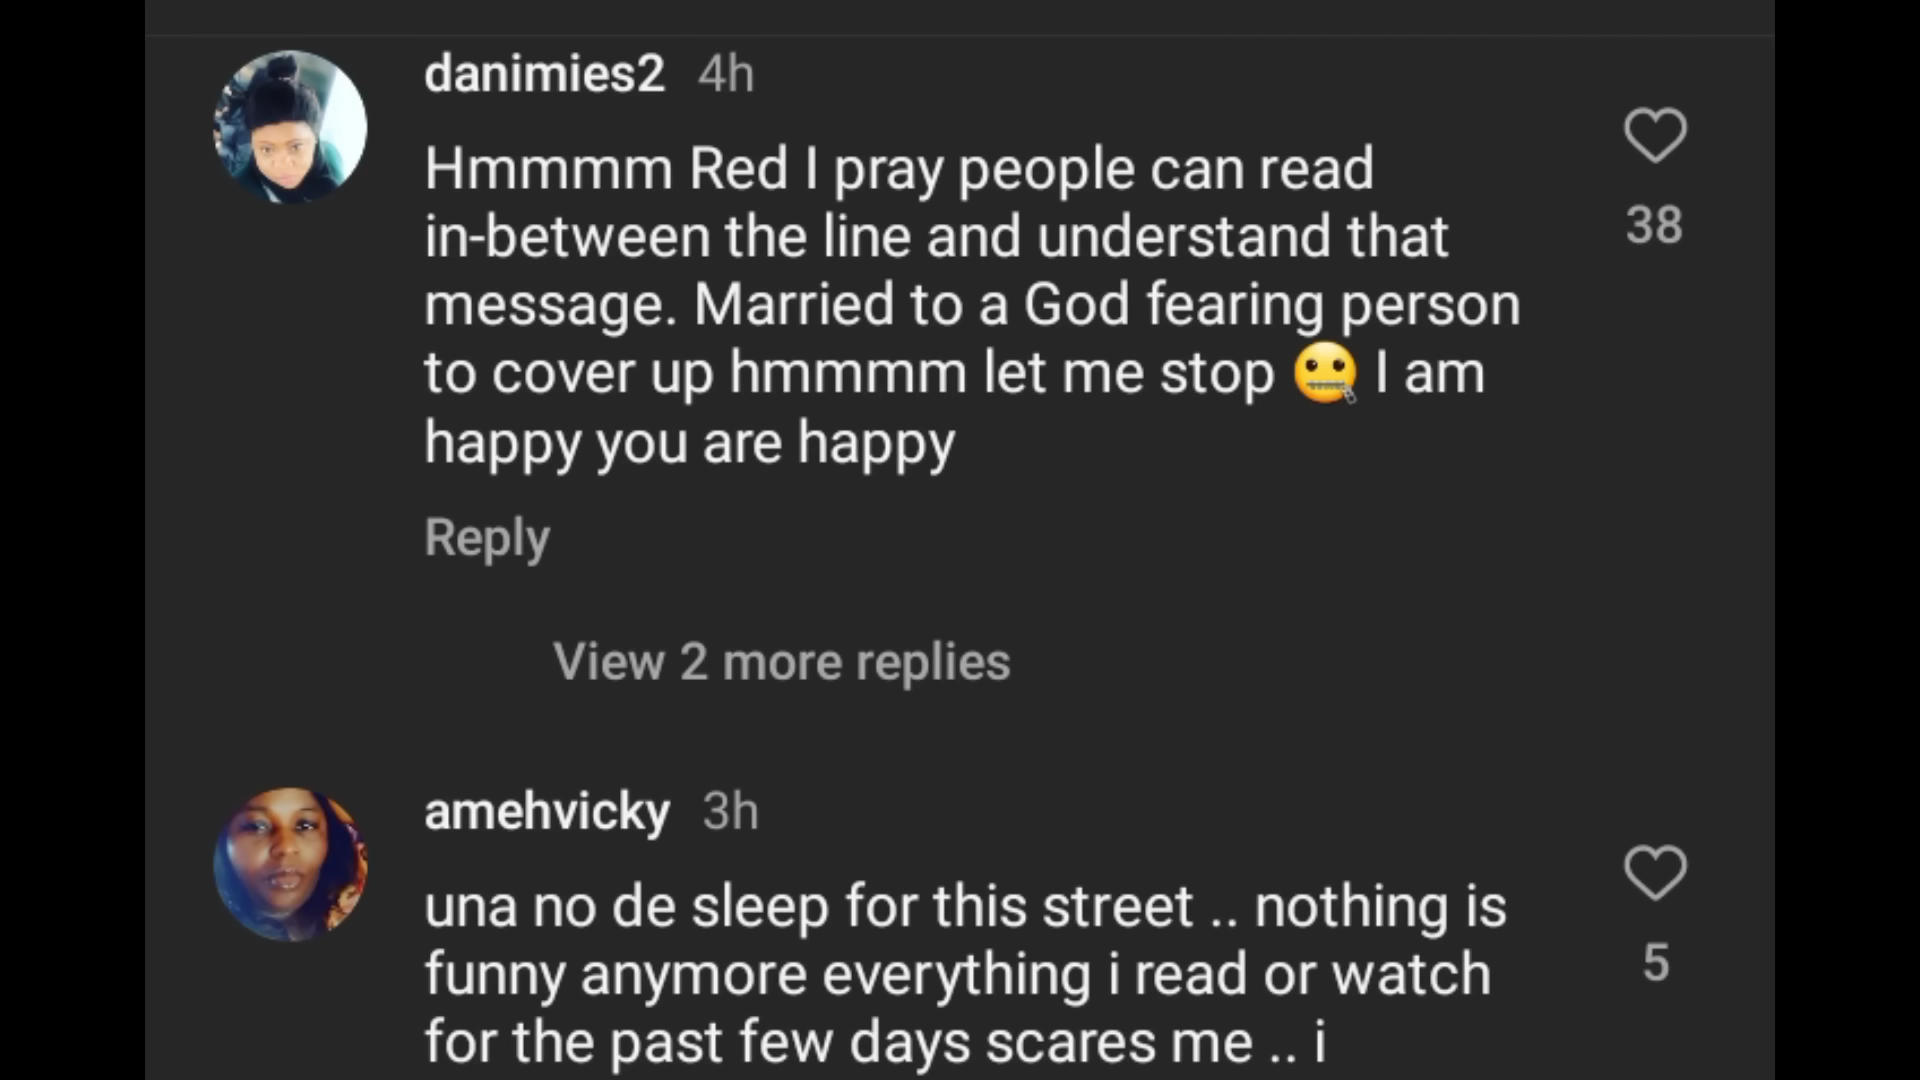 danimies2 4h
Hmmmm Red I pray people can read
in-between the line and understand that
message. Married to a God fearing person
to cover up hmmmm let me stop 🤐 I am
happy you are happy
38
Reply
View 2 more replies
amehvicky 3h
una no de sleep for this street .. nothing is
funny anymore everything i read or watch
for the past few days scares me .. i
5